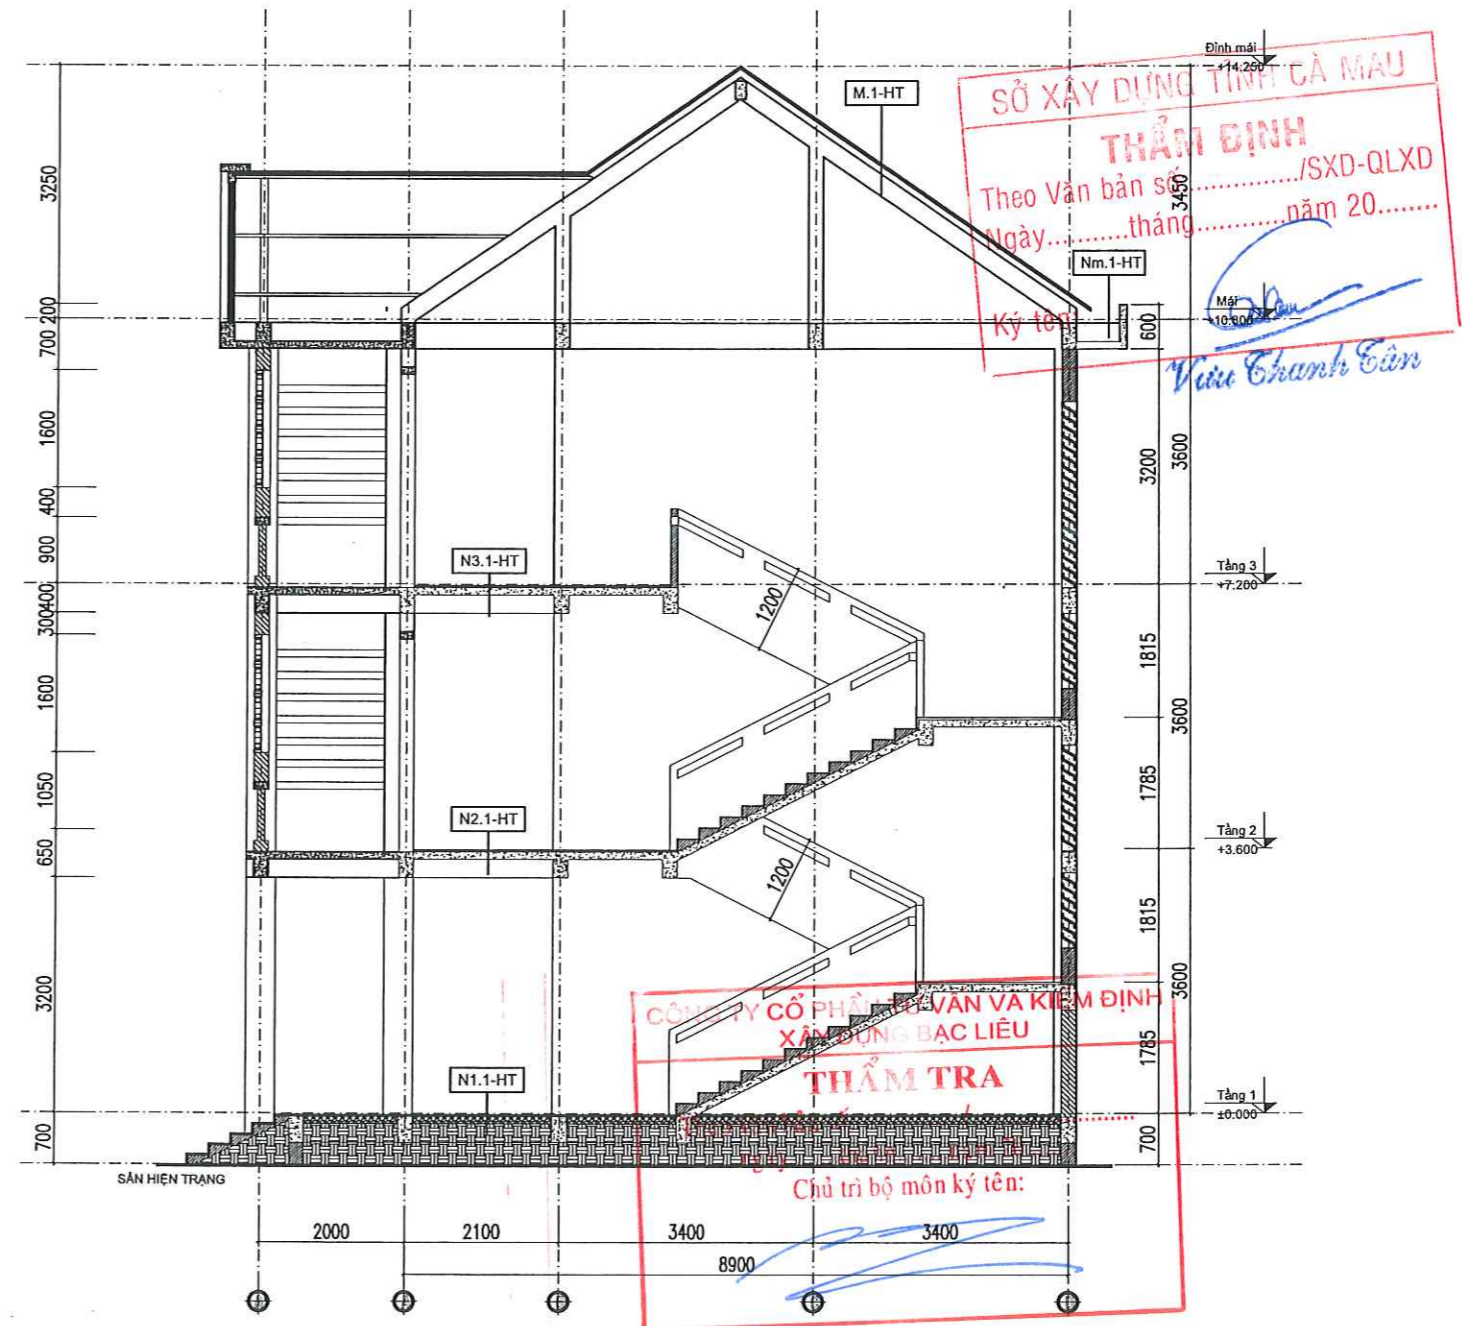 Đỉnh mái
+14.250
M.1-HT
SỞ XÂY DỰNG TỈNH CÀ MAU
THẨM ĐỊNH
Theo Văn bản số............../SXD-QLXD
Ngày...........tháng............năm 20........
Ký tên:
Vưu Thanh Tân
Nm.1-HT
Mái
+10.800
3250
200
700
1600
400
900
400
300
1600
1050
650
3200
700
3450
600
3200
3600
1815
3600
1785
1815
3600
1785
700
N3.1-HT
1200
Tầng 3
+7.200
N2.1-HT
1200
Tầng 2
+3.600
CÔNG TY CỔ PHẦN TƯ VẤN VÀ KIỂM ĐỊNH
XÂY DỰNG BẠC LIÊU
THẨM TRA
N1.1-HT
Tầng 1
±0.000
Chủ trì bộ môn ký tên:
SÂN HIỆN TRẠNG
2000
2100
3400
3400
8900